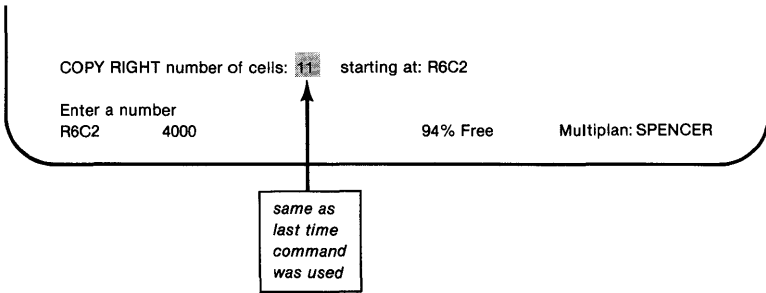 COPY RIGHT number of cells: 11 starting at: R6C2
Enter a number
R6C2 4000 94% Free Multiplan: SPENCER
same as
last time
command
was used